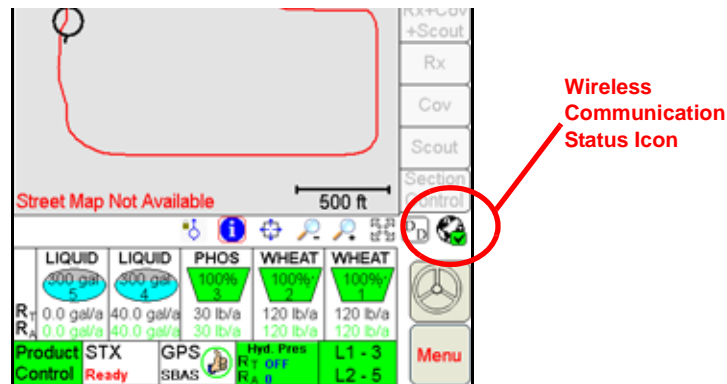 Rx+Cov
+Scout
Rx
Cov
Scout
Section
Control
Wireless
Communication
Status Icon
Street Map Not Available
500 ft
i
D D
LIQUID LIQUID PHOS WHEAT WHEAT
300 gal 300 gal 100% 100% 100%
5 4 3 2 1
RT 0.0 gal/a 40.0 gal/a 30 lb/a 120 lb/a 120 lb/a
RA 0.0 gal/a 40.0 gal/a 30 lb/a 120 lb/a 120 lb/a
Product STX GPS Hyd. Pres L1 - 3 Menu
RT OFF
Control Ready SBAS RA 0 L2 - 5